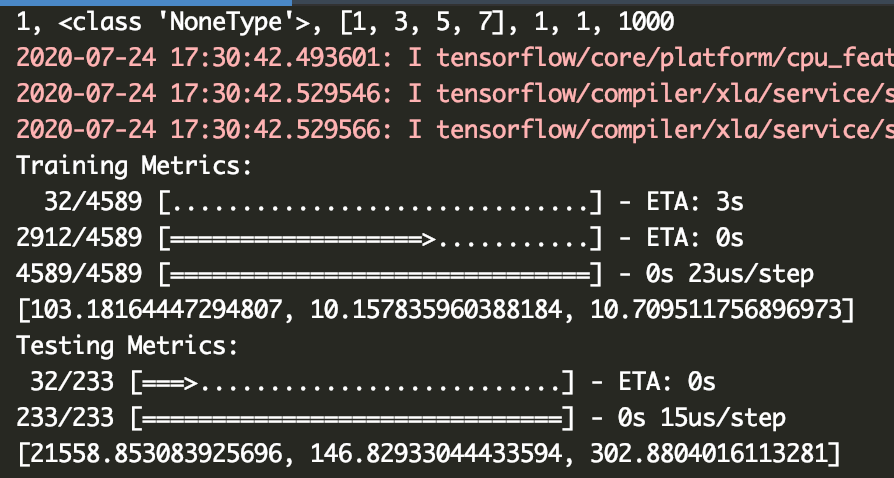 1, <class 'NoneType'>, [1, 3, 5, 7], 1, 1, 1000
2020-07-24 17:30:42.493601: I tensorflow/core/platform/cpu_feat
2020-07-24 17:30:42.529546: I tensorflow/compiler/xla/service/s
2020-07-24 17:30:42.529566: I tensorflow/compiler/xla/service/s
Training Metrics:
  32/4589 [..............................] - ETA: 3s
2912/4589 [==================>...........] - ETA: 0s
4589/4589 [==============================] - 0s 23us/step
[103.18164447294807, 10.157835960388184, 10.709511756896973]
Testing Metrics:
 32/233 [===>..........................] - ETA: 0s
233/233 [==============================] - 0s 15us/step
[21558.853083925696, 146.82933044433594, 302.8804016113281]